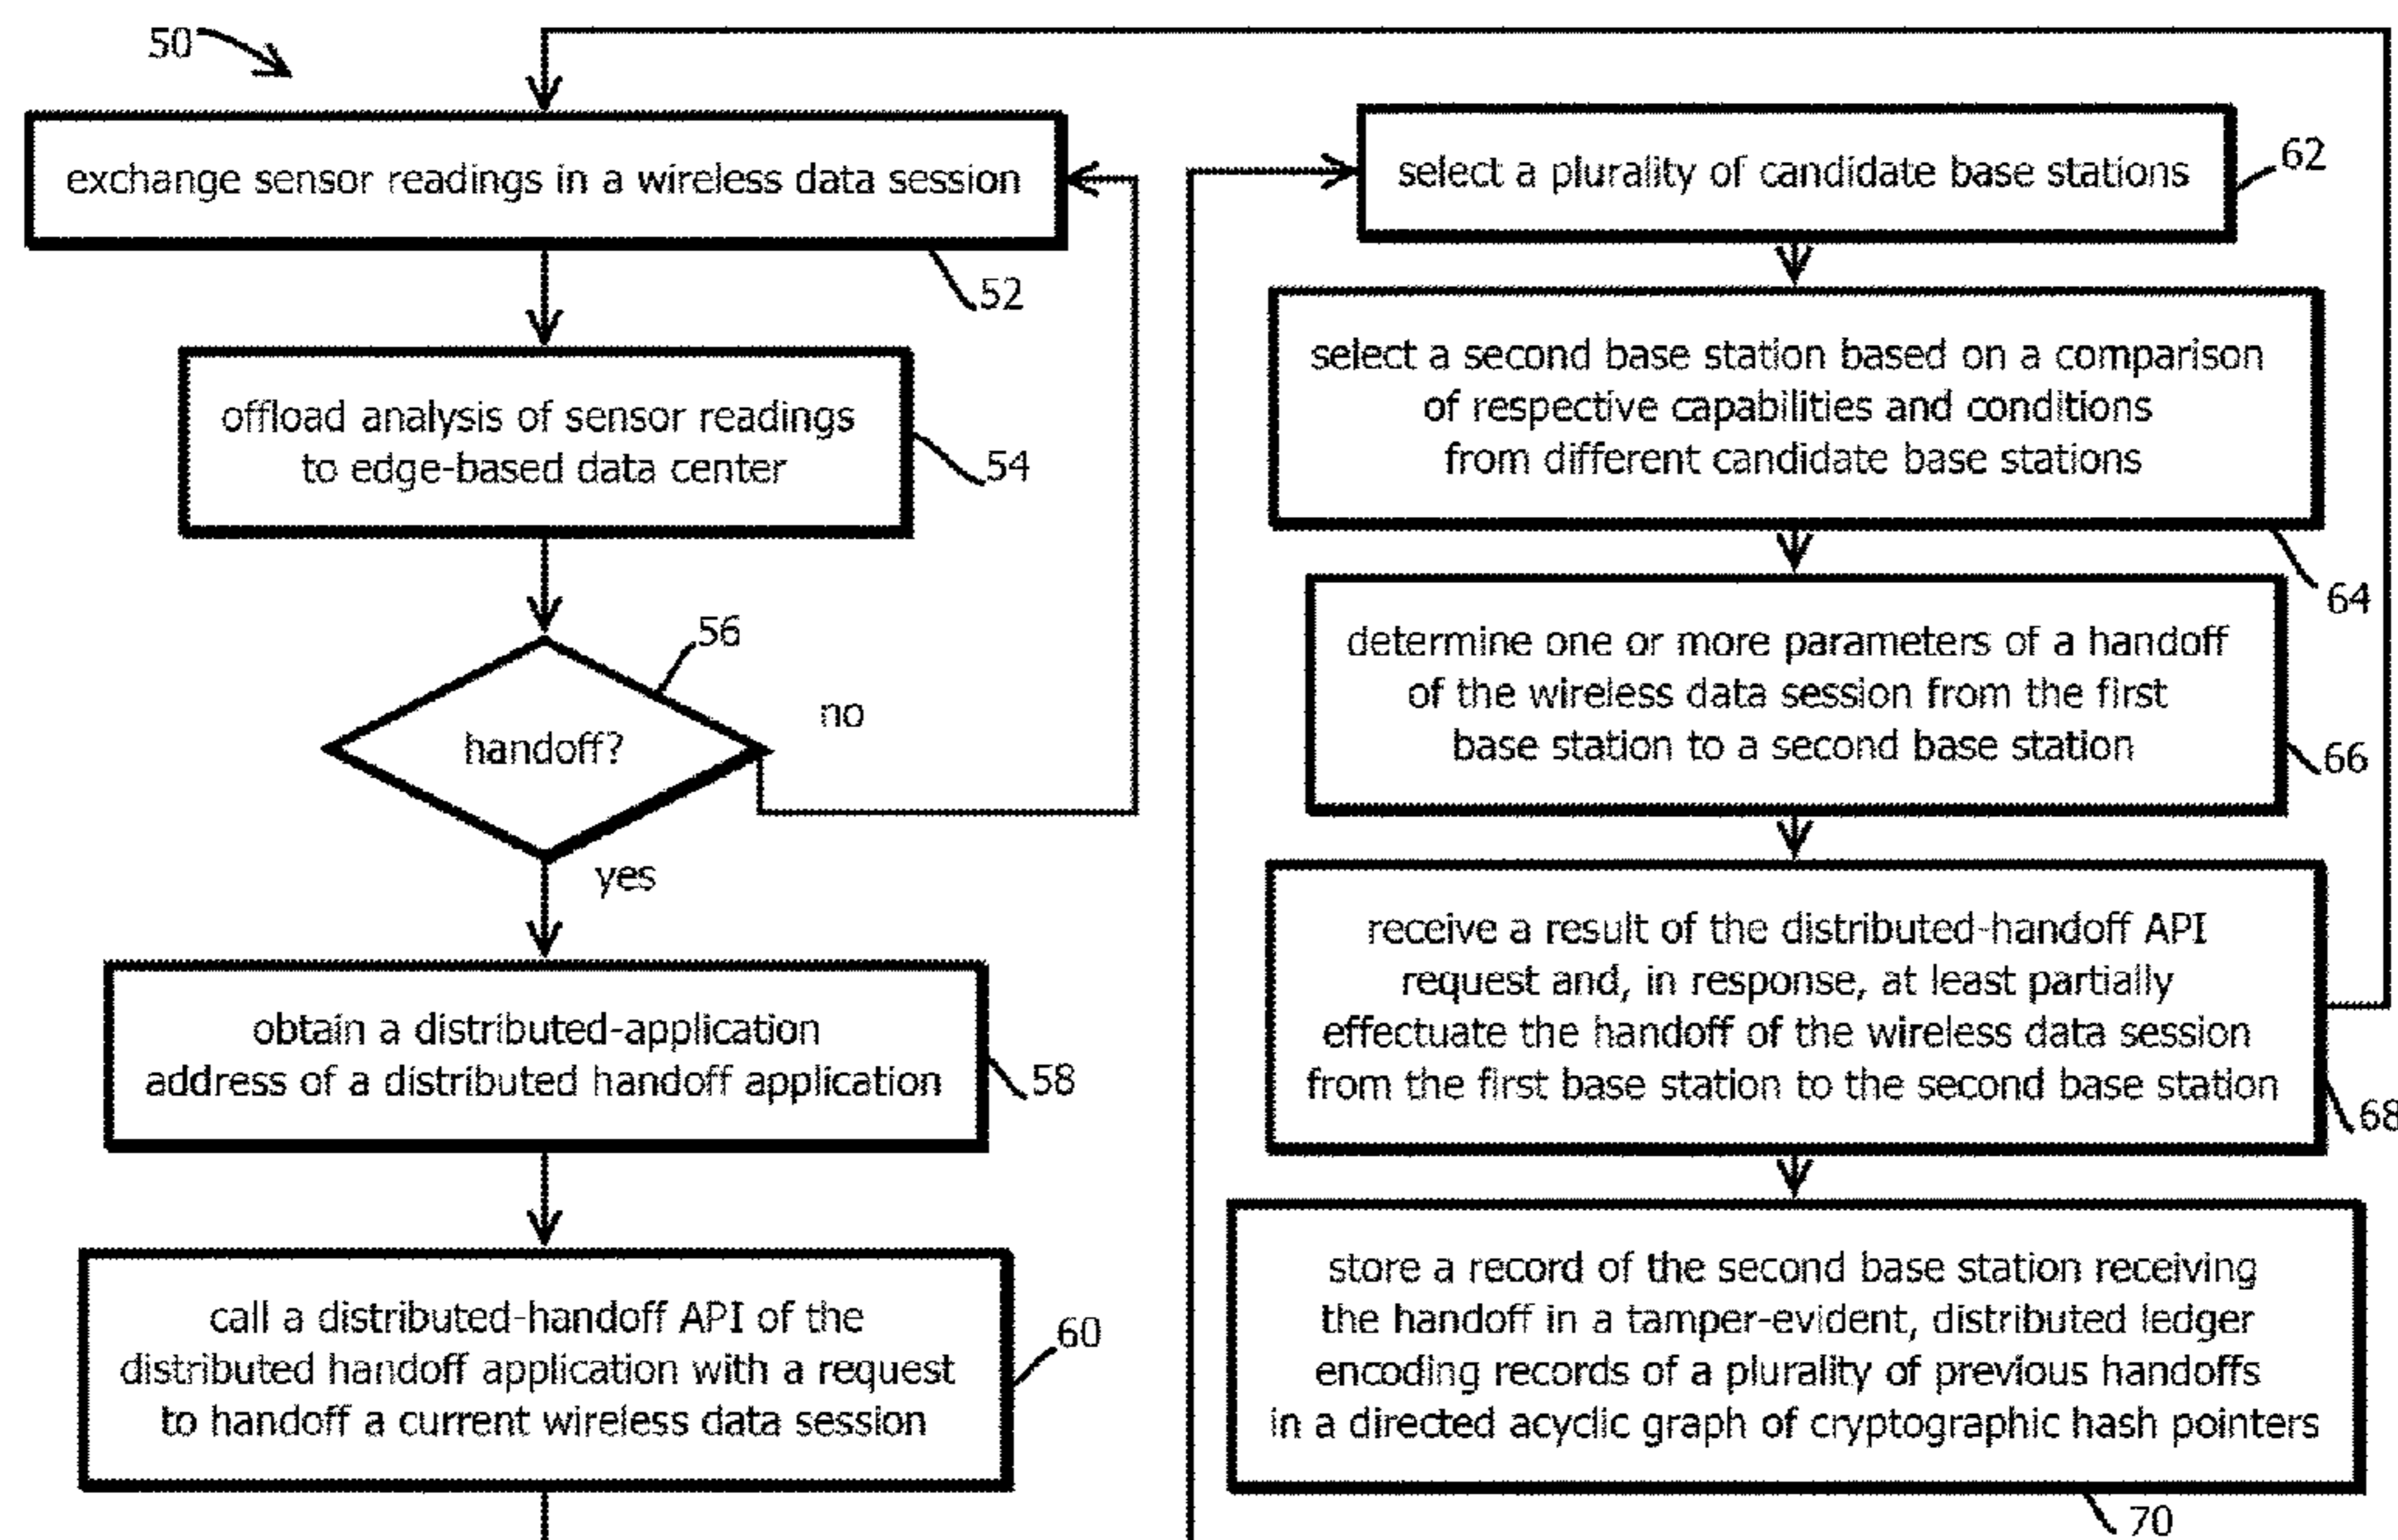 50
exchange sensor readings in a wireless data session
52
offload analysis of sensor readings
to edge-based data center
54
56
handoff?
no
yes
obtain a distributed-application
address of a distributed handoff application
58
call a distributed-handoff API of the
distributed handoff application with a request
to handoff a current wireless data session
60
select a plurality of candidate base stations
62
select a second base station based on a comparison
of respective capabilities and conditions
from different candidate base stations
64
determine one or more parameters of a handoff
of the wireless data session from the first
base station to a second base station
66
receive a result of the distributed-handoff API
request and, in response, at least partially
effectuate the handoff of the wireless data session
from the first base station to the second base station
68
store a record of the second base station receiving
the handoff in a tamper-evident, distributed ledger
encoding records of a plurality of previous handoffs
in a directed acyclic graph of cryptographic hash pointers
70